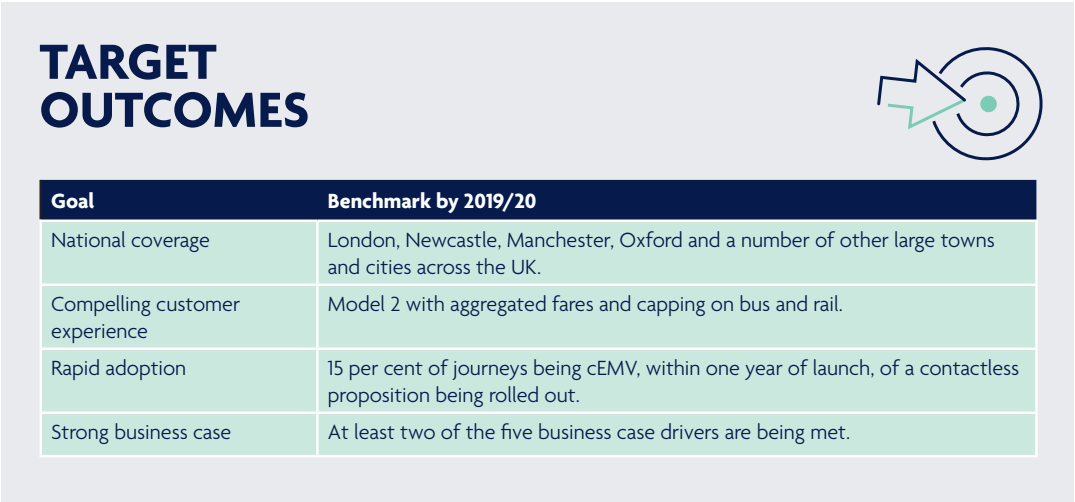 TARGET
OUTCOMES
Goal
Benchmark by 2019/20
National coverage
London, Newcastle, Manchester, Oxford and a number of other large towns
and cities across the UK.
Compelling customer
experience
Model 2 with aggregated fares and capping on bus and rail.
Rapid adoption
15 per cent of journeys being cEMV, within one year of launch, of a contactless
proposition being rolled out.
Strong business case
At least two of the five business case drivers are being met.